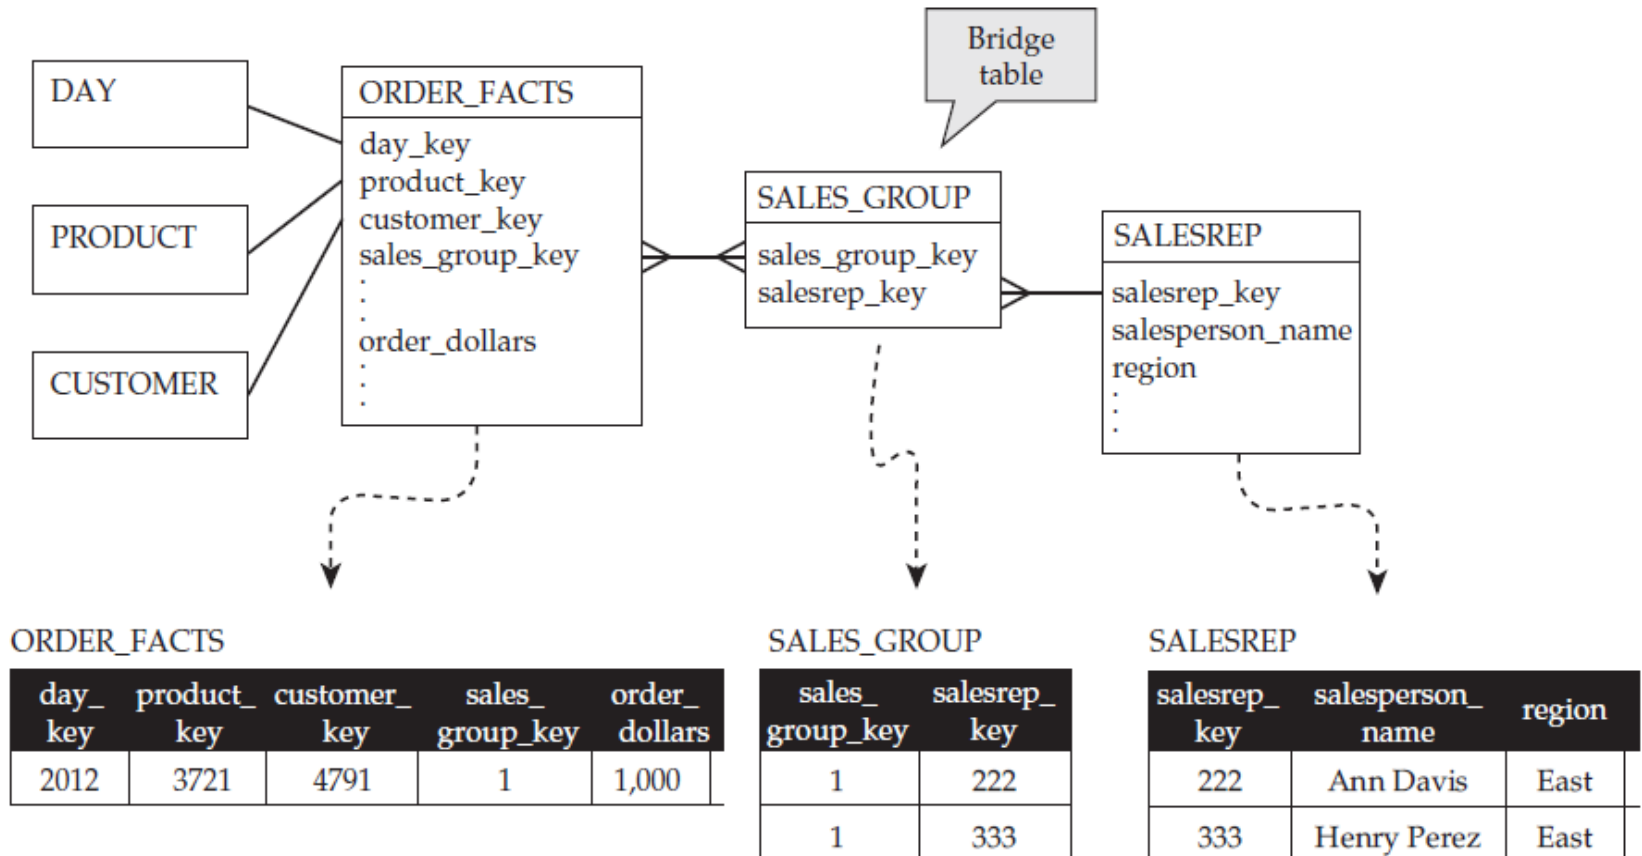 Bridge
table
DAY
PRODUCT
CUSTOMER
ORDER_FACTS
day_key
product_key
customer_key
sales_group_key
.
.
.
order_dollars
.
.
.
SALES_GROUP
sales_group_key
salesrep_key
SALESREP
salesrep_key
salesperson_name
region
.
.
.
ORDER_FACTS
day_ product_ customer_ sales_ order_
key key key group_key dollars
2012 3721 4791 1 1,000
SALES_GROUP
sales_ salesrep_
group_key key
1 222
1 333
SALESREP
salesrep_ salesperson_ region
key name
222 Ann Davis East
333 Henry Perez East